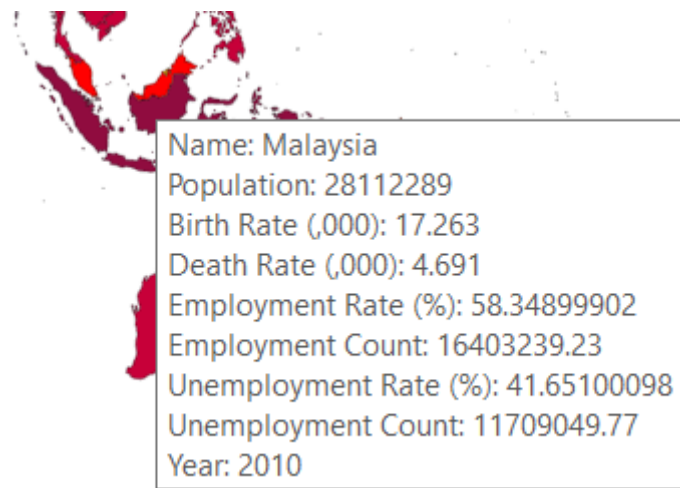 Name: Malaysia
Population: 28112289
Birth Rate (,000): 17.263
Death Rate (,000): 4.691
Employment Rate (%): 58.34899902
Employment Count: 16403239.23
Unemployment Rate (%): 41.65100098
Unemployment Count: 11709049.77
Year: 2010